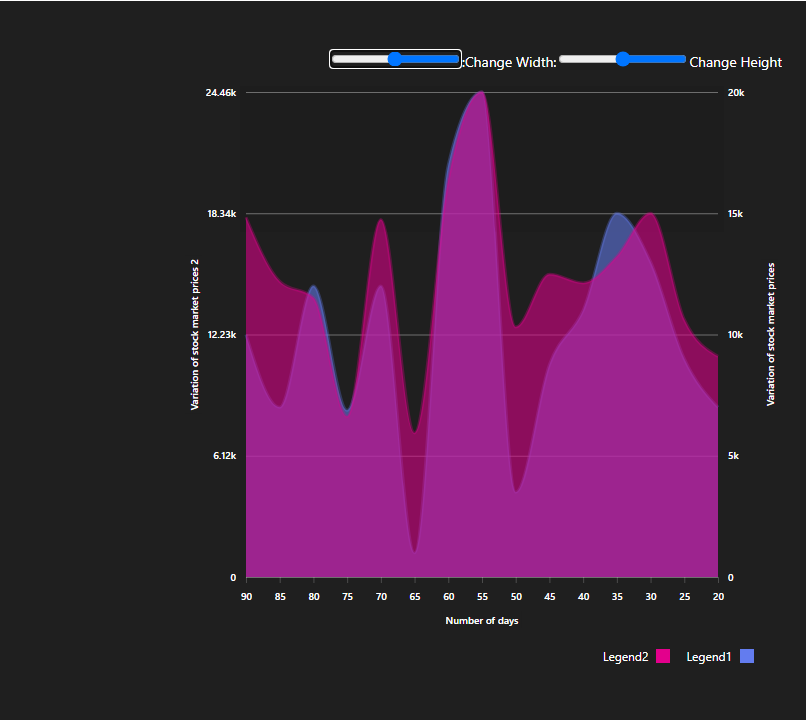 :Change Width: Change Height
24.46k 20k
18.34k 15k
Variation of stock market prices 2
Variation of stock market prices
12.23k 10k
6.12k 5k
0 0
90 85 80 75 70 65 60 55 50 45 40 35 30 25 20
Number of days
Legend2 Legend1